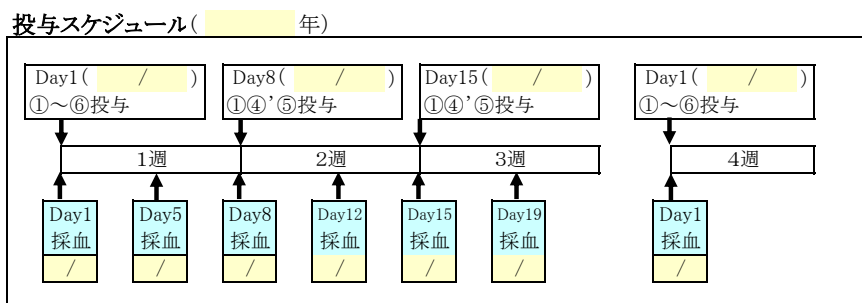 投与スケジュール( 年)
Day1( / ) Day8( / ) Day15( / ) Day1( / )
①～⑥投与 ①④’⑤投与 ①④’⑤投与 ①～⑥投与
1週 2週 3週 4週
Day1 Day5 Day8 Day12 Day15 Day19 Day1
採血 採血 採血 採血 採血 採血 採血
/ / / / / / /